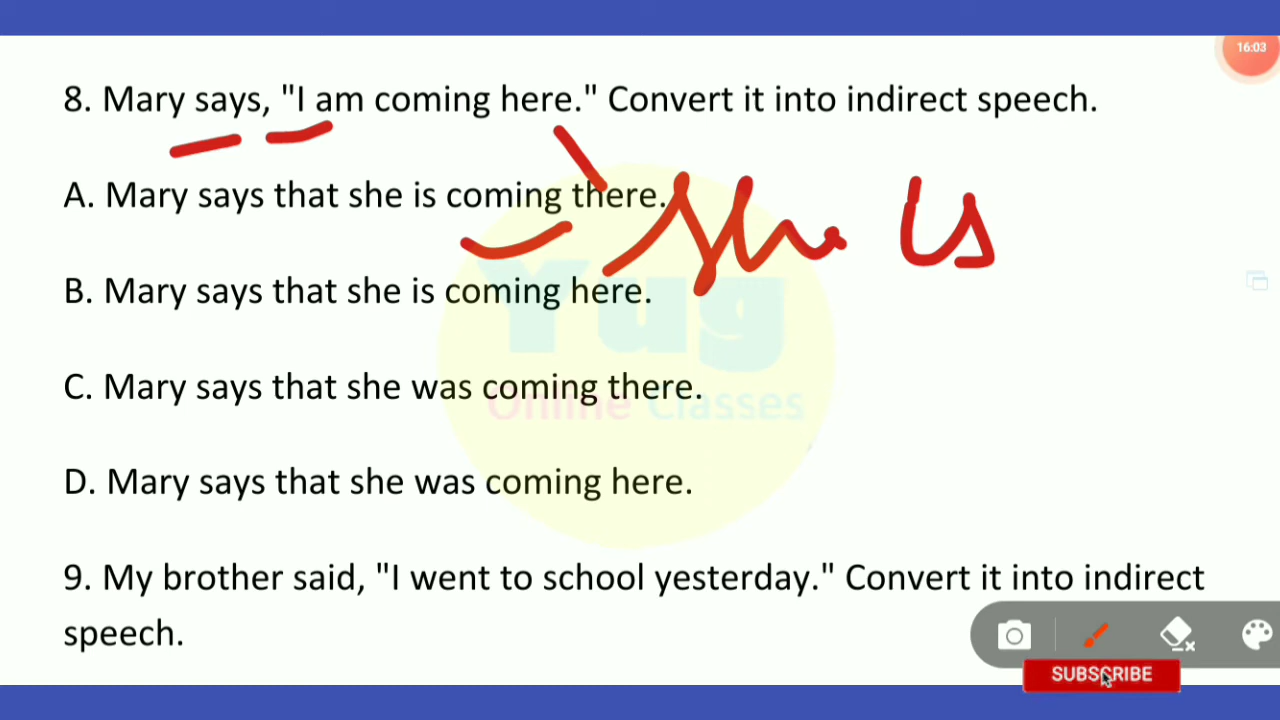 16:03
8. Mary says, "I am coming here." Convert it into indirect speech.
A. Mary says that she is coming there.
she is
B. Mary says that she is coming here.
Yug
C. Mary says that she was coming there.
Online Classes
D. Mary says that she was coming here.
9. My brother said, "I went to school yesterday." Convert it into indirect
speech.
SUBSCRIBE